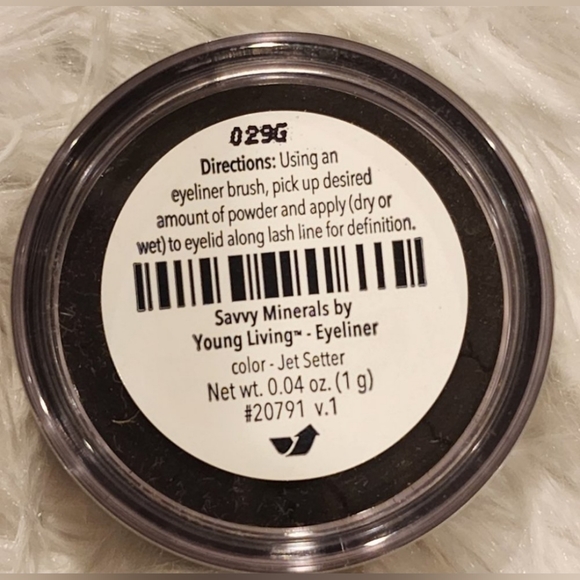 029G
Directions: Using an
eyeliner brush, pick up desired
amount of powder and apply (dry or
wet) to eyelid along lash line for definition.
Savvy Minerals by
Young Living™ - Eyeliner
color - Jet Setter
Net wt. 0.04 oz. (1 g)
#20791 v.1